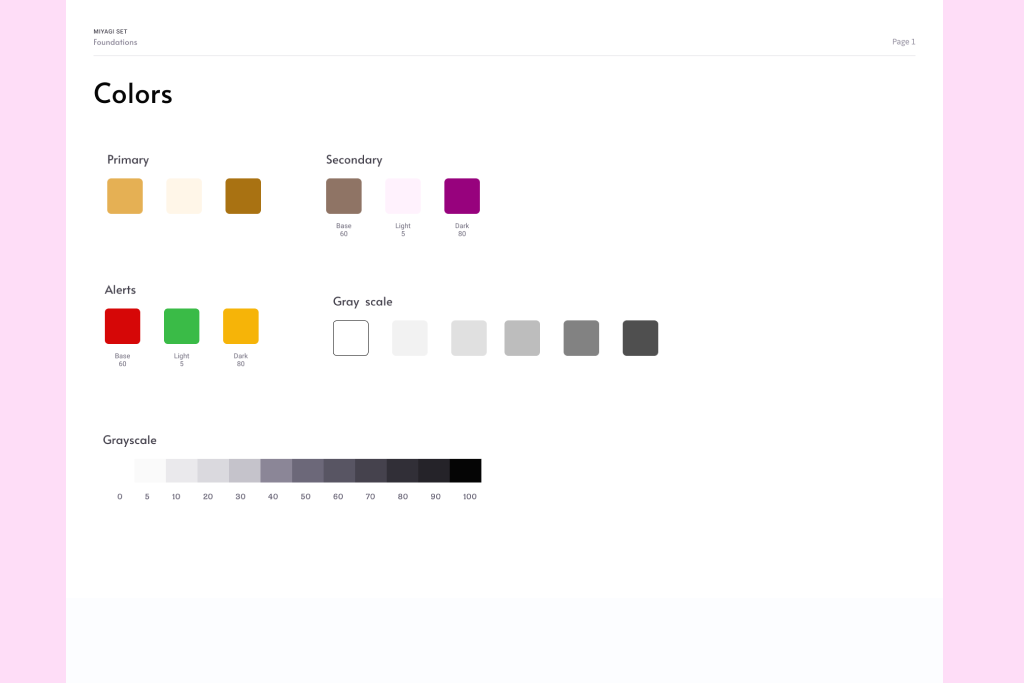 MIYAGI SET
Foundations
Page 1
Colors
Primary
Secondary
Base
60
Light
5
Dark
80
Alerts
Base
60
Light
5
Dark
80
Gray scale
Grayscale
0 5 10 20 30 40 50 60 70 80 90 100